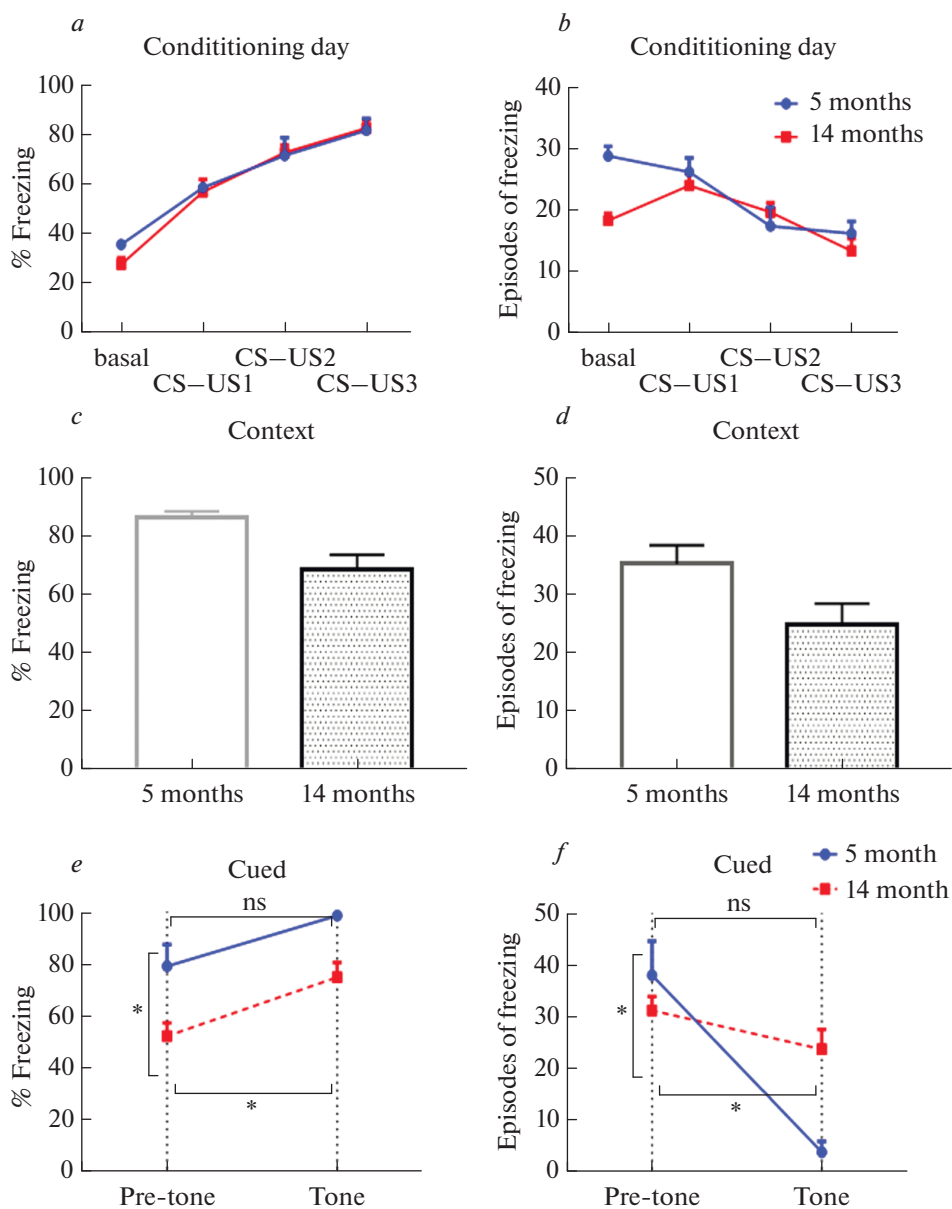 a
Condititioning day
% Freezing
100
80
60
40
20
0
basal
CS–US2
CS–US1
CS–US3
b
Condititioning day
Episodes of freezing
40
30
20
10
0
5 months
14 months
basal
CS–US2
CS–US1
CS–US3
c
Context
% Freezing
100
80
60
40
20
0
5 months
14 months
d
Context
Episodes of freezing
50
40
30
20
10
0
5 months
14 months
e
Cued
% Freezing
100
80
60
40
20
0
ns
*
*
Pre-tone
Tone
f
Cued
5 month
14 month
Episodes of freezing
50
40
30
20
10
0
ns
*
*
Pre-tone
Tone